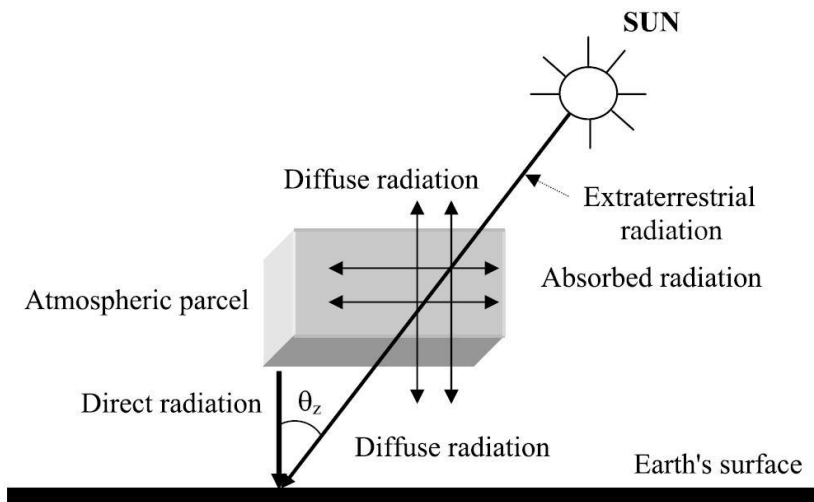 SUN
Diffuse radiation
Extraterrestrial
radiation
Absorbed radiation
Atmospheric parcel
Direct radiation
θz
Diffuse radiation
Earth's surface